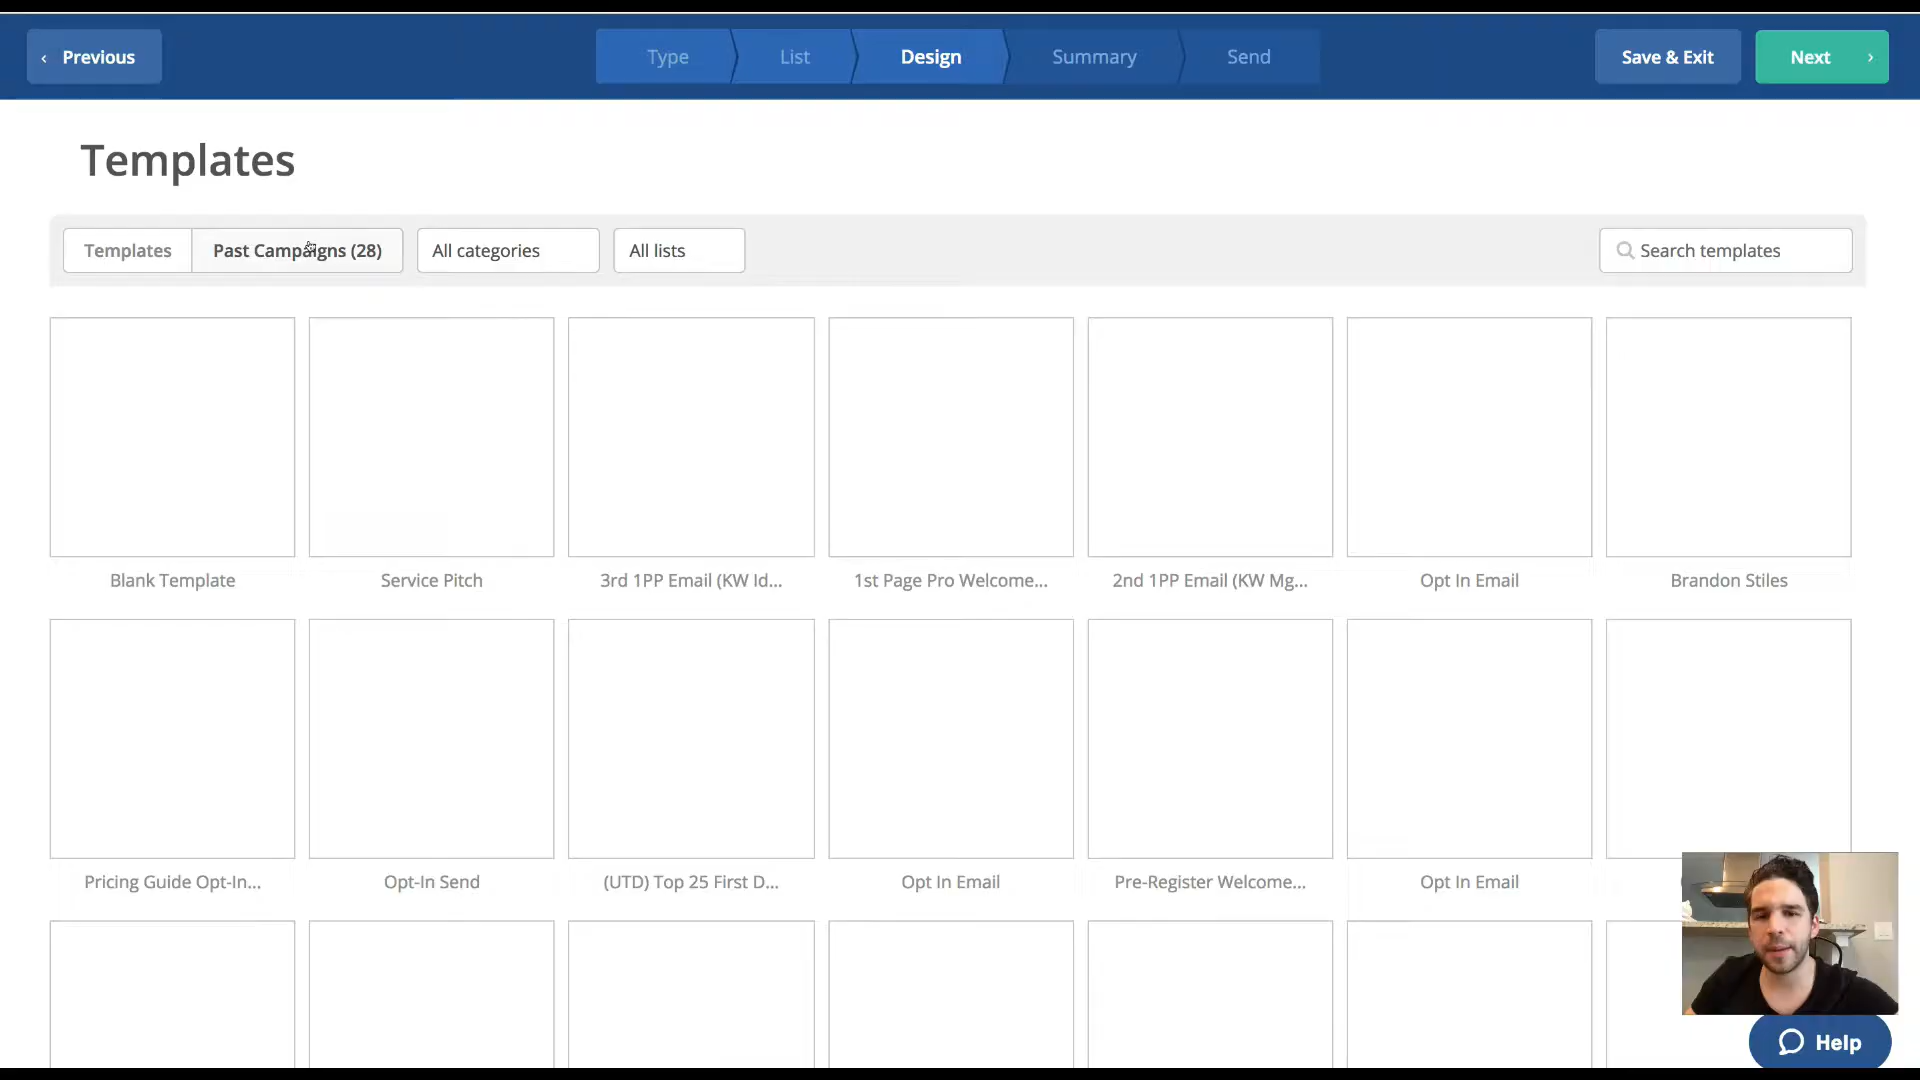 Previous
Type
List
Design
Summary
Send
Save & Exit
Next
Templates
Templates
Past Campaigns (28)
All categories
All lists
Search templates
Blank Template
Service Pitch
3rd 1PP Email (KW Id...
1st Page Pro Welcome...
2nd 1PP Email (KW Mg...
Opt In Email
Brandon Stiles
Pricing Guide Opt-In...
Opt-In Send
(UTD) Top 25 First D...
Opt In Email
Pre-Register Welcome...
Opt In Email
Help